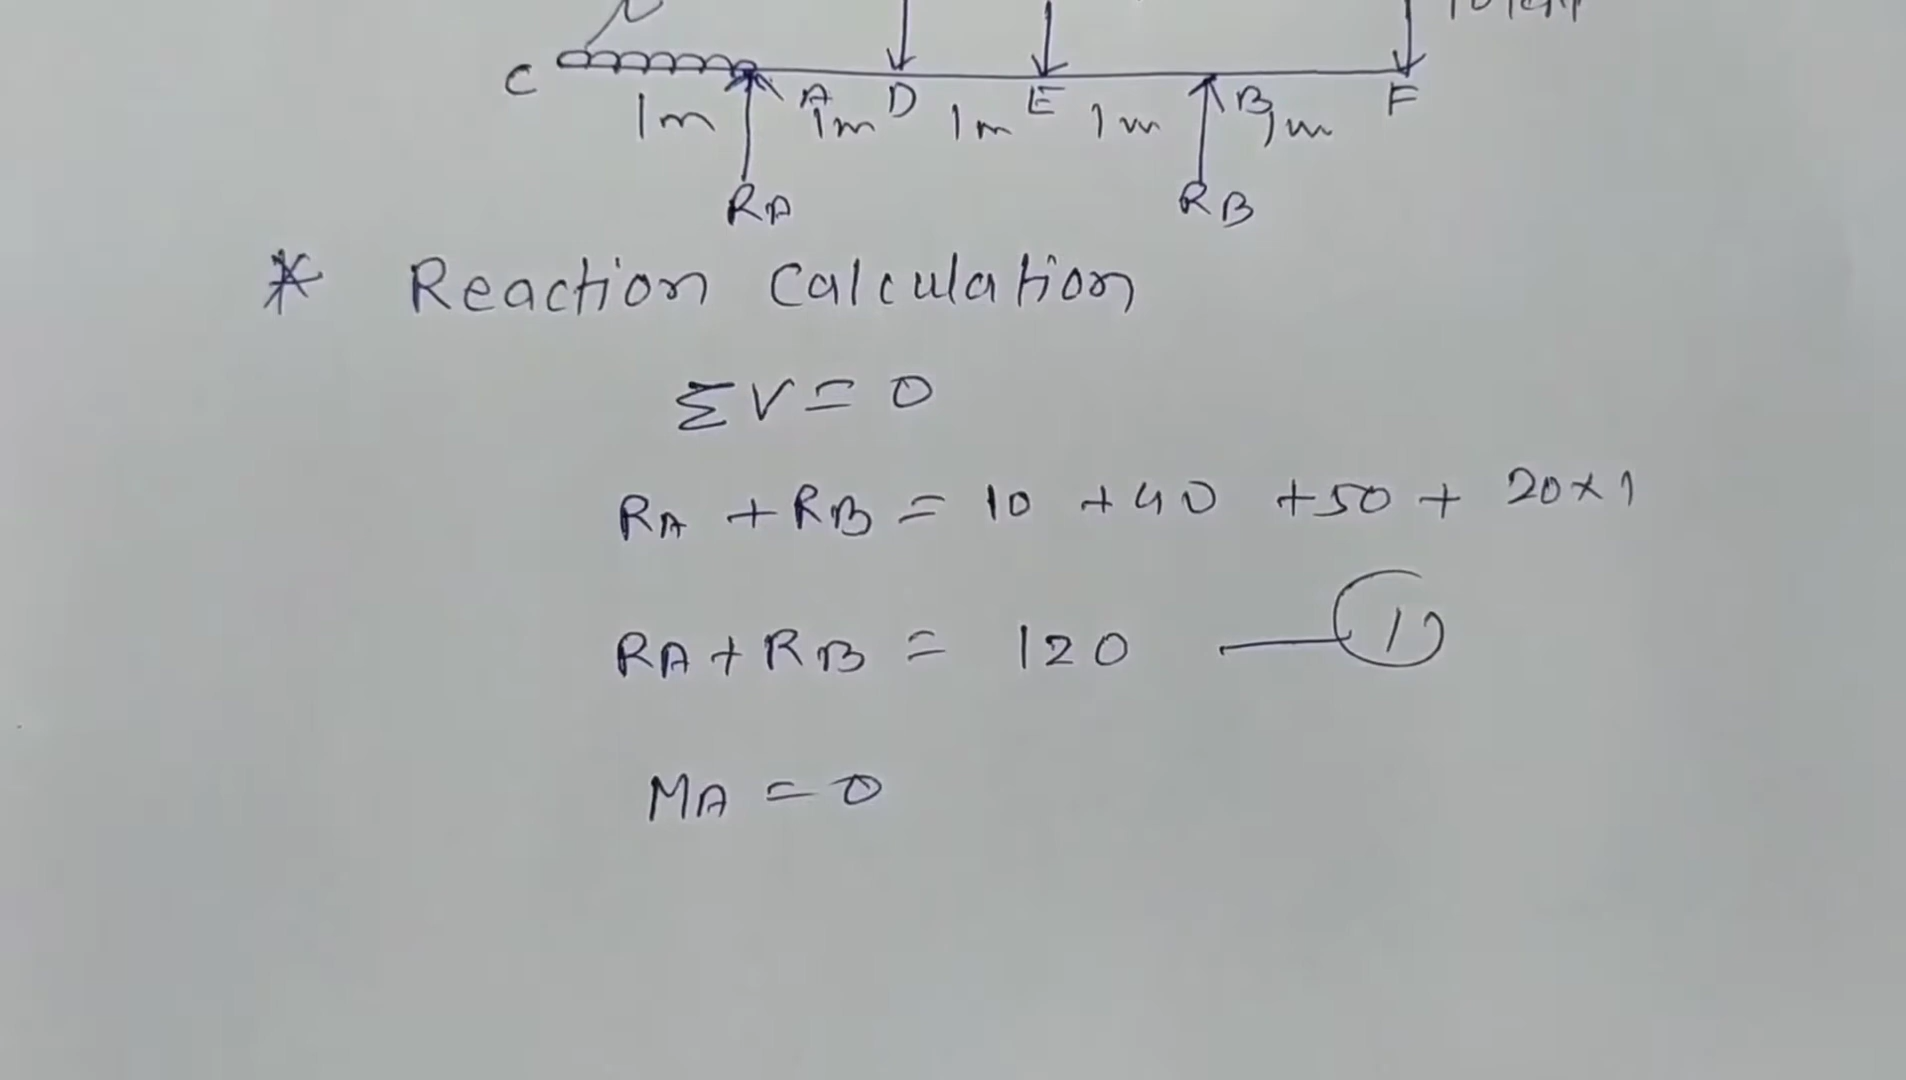 C A D E B F
1m 1m 1m 1m 1m
RA RB
* Reaction Calculation
ΣV = 0
RA + RB = 10 + 40 + 50 + 20 x 1
RA + RB = 120 — 1
MA = 0